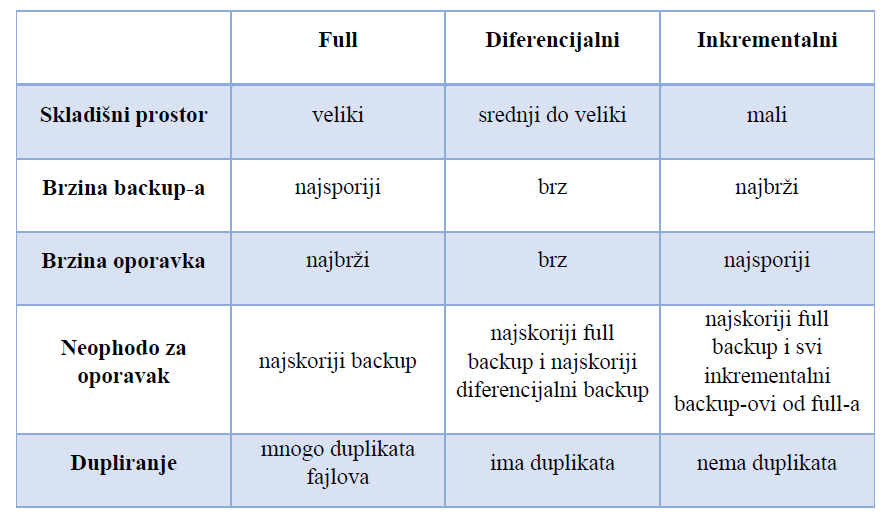 Full
Diferencijalni
Inkrementalni
Skladišni prostor
veliki
srednji do veliki
mali
Brzina backup-a
najsporiji
brz
najbrži
Brzina oporavka
najbrži
brz
najsporiji
Neophodo za
oporavak
najskoriji backup
najskoriji full
backup i najskoriji
diferencijalni backup
najskoriji full
backup i svi
inkrementalni
backup-ovi od full-a
Dupliranje
mnogo duplikata
fajlova
ima duplikata
nema duplikata